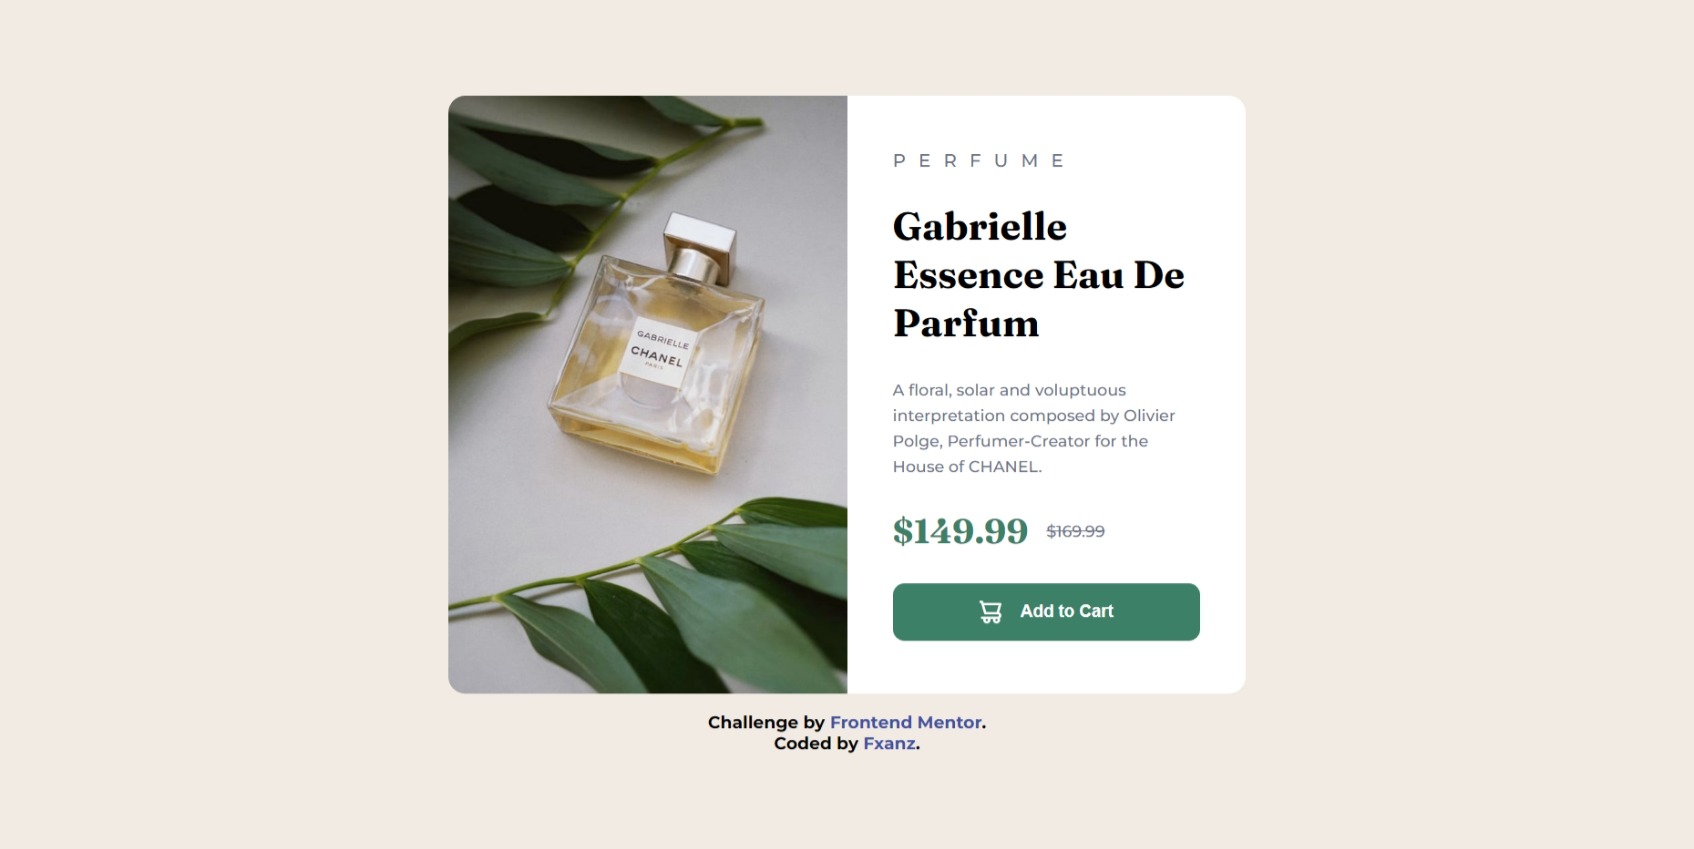 GABRIELLE
CHANEL
PARIS
PERFUME
Gabrielle
Essence Eau De
Parfum
A floral, solar and voluptuous
interpretation composed by Olivier
Polge, Perfumer-Creator for the
House of CHANEL.
$149.99 $169.99
Add to Cart
Challenge by Frontend Mentor.
Coded by Fxanz.